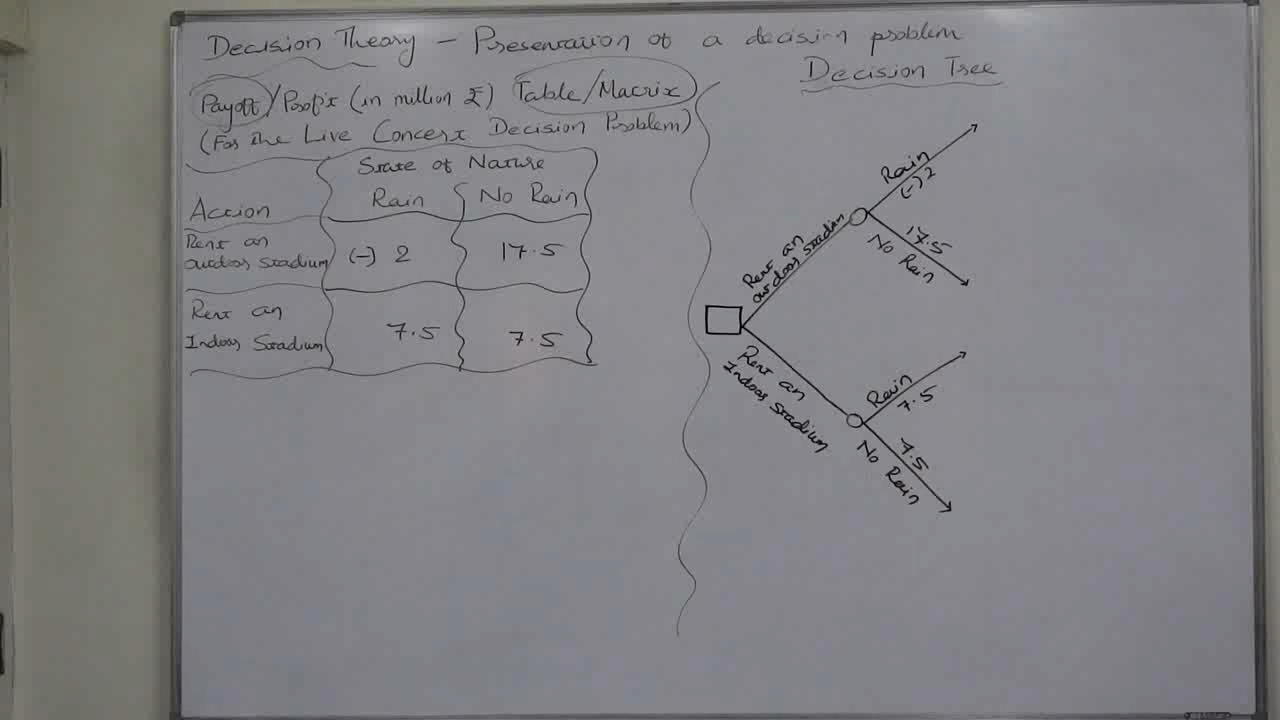 Decision Theory - Presentation of a decision problem
Payoff/Profit (in million ₹) Table/Matrix
(For the Live Concert Decision Problem)
State of Nature
Action Rain No Rain
Rent an
outdoor stadium (-) 2 17.5
Rent an
Indoor Stadium 7.5 7.5
Decision Tree
Rent an
outdoor stadium
Rain
(-) 2
17.5
No Rain
Rent an
Indoor Stadium
Rain
7.5
7.5
No Rain